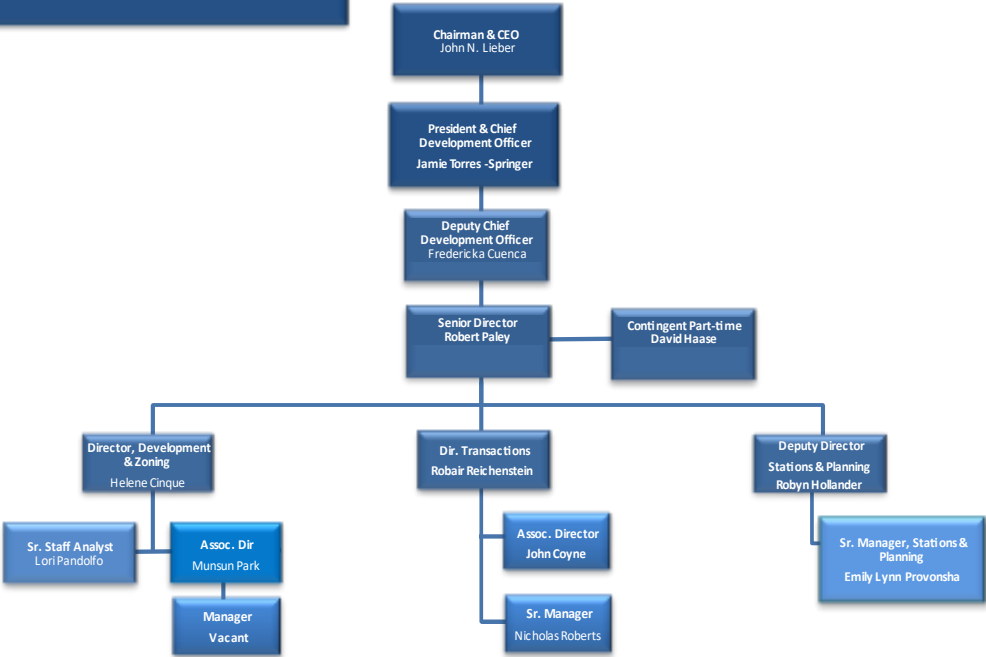 Chairman & CEO
John N. Lieber
President & Chief
Development Officer
Jamie Torres -Springer
Deputy Chief
Development Officer
Fredericka Cuenca
Senior Director
Robert Paley
Contingent Part-time
David Haase
Director, Development
& Zoning
Helene Cinque
Dir. Transactions
Robair Reichenstein
Deputy Director
Stations & Planning
Robyn Hollander
Sr. Staff Analyst
Lori Pandolfo
Assoc. Dir
Munsun Park
Manager
Vacant
Assoc. Director
John Coyne
Sr. Manager
Nicholas Roberts
Sr. Manager, Stations &
Planning
Emily Lynn Provonsha